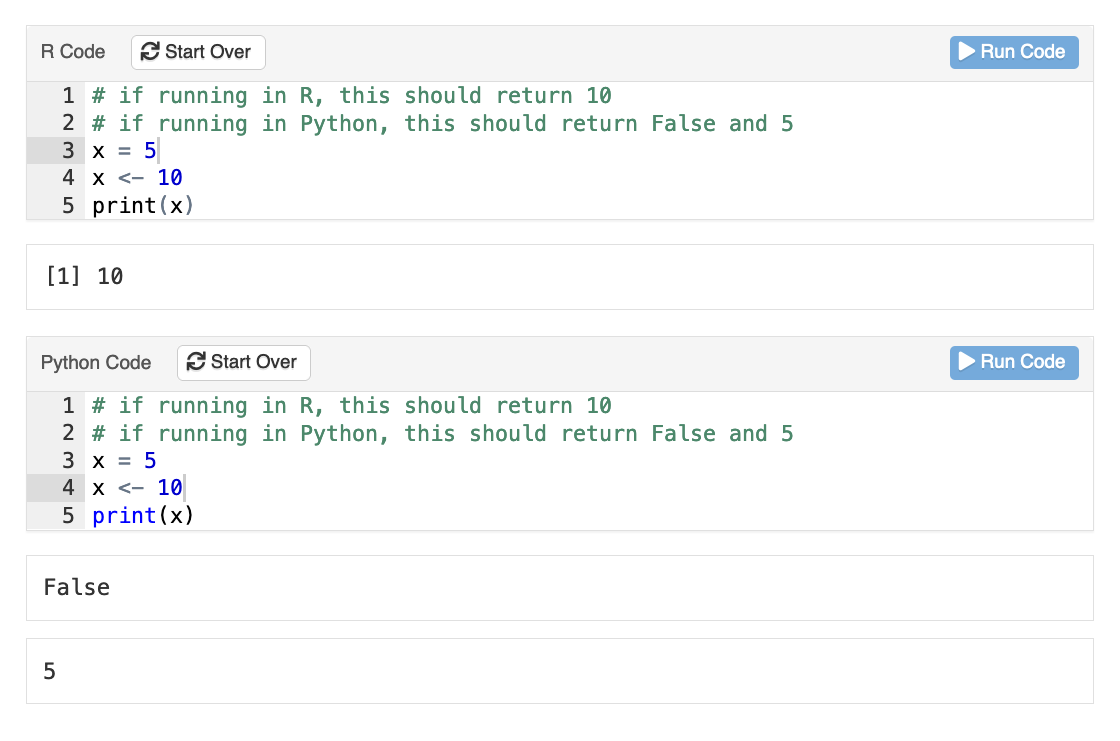 R Code Start Over Run Code
1 # if running in R, this should return 10
2 # if running in Python, this should return False and 5
3 x = 5
4 x <- 10
5 print(x)
[1] 10
Python Code Start Over Run Code
1 # if running in R, this should return 10
2 # if running in Python, this should return False and 5
3 x = 5
4 x <- 10
5 print(x)
False
5